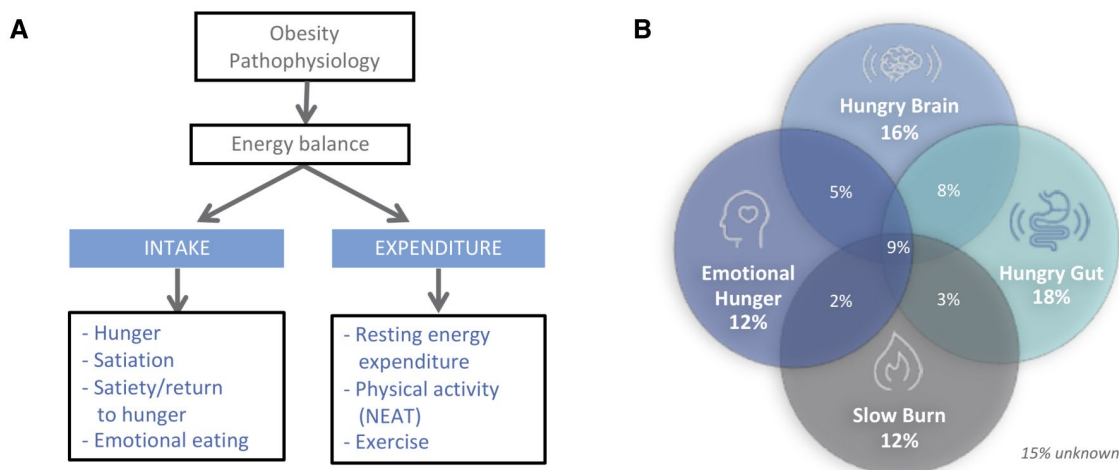 A
Obesity
Pathophysiology
Energy balance
INTAKE
EXPENDITURE
- Hunger
- Satiation
- Satiety/return
to hunger
- Emotional eating
- Resting energy
expenditure
- Physical activity
(NEAT)
- Exercise
B
Hungry Brain
16%
5%
8%
9%
Emotional
Hunger
12%
Hungry Gut
18%
2%
3%
Slow Burn
12%
15% unknown